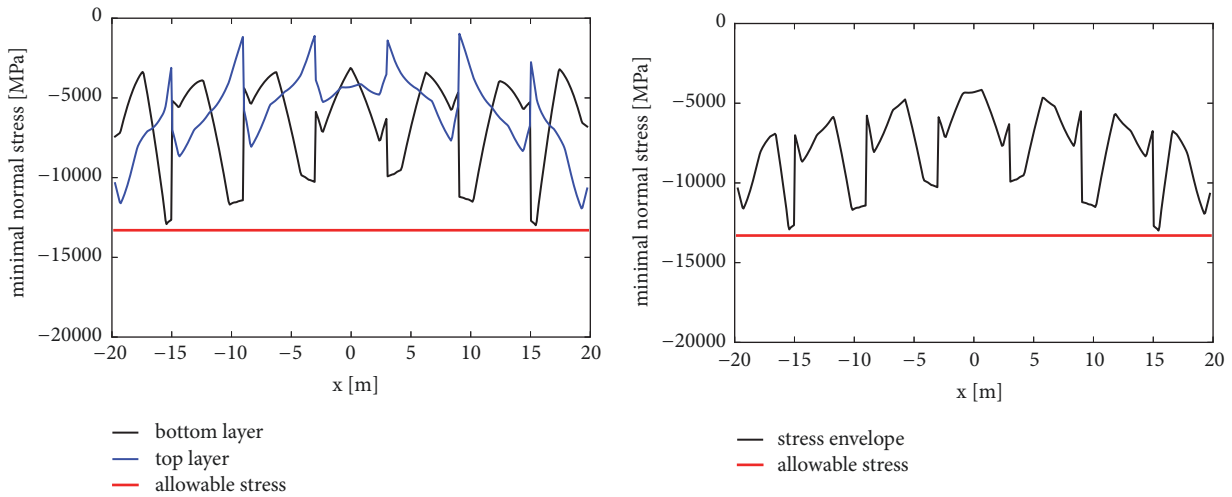 minimal normal stress [MPa]
0
−5000
−10000
−15000
−20000
−20 −15 −10 −5 0 5 10 15 20
x [m]
bottom layer
top layer
allowable stress
minimal normal stress [MPa]
0
−5000
−10000
−15000
−20000
−20 −15 −10 −5 0 5 10 15 20
x [m]
stress envelope
allowable stress